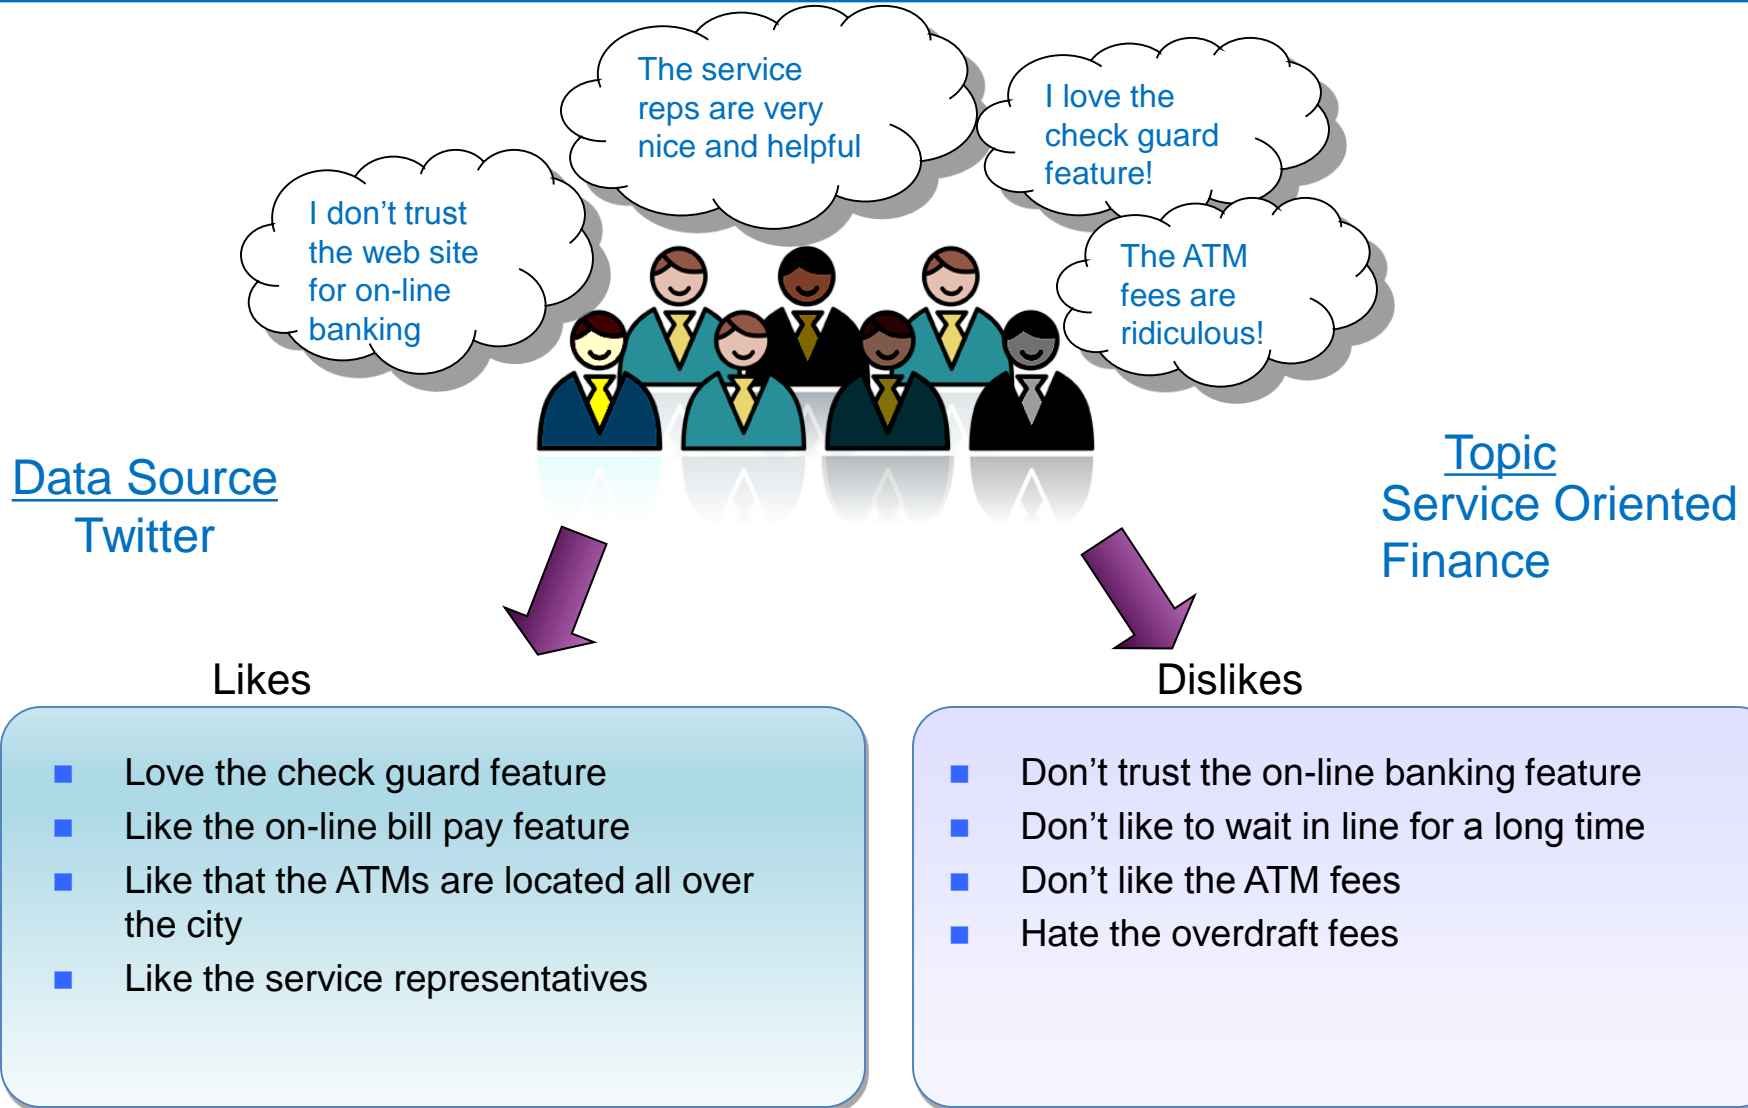 The service
reps are very
nice and helpful
I love the
check guard
feature!
I don’t trust
the web site
for on-line
banking
The ATM
fees are
ridiculous!
Data Source
Twitter
Topic
Service Oriented
Finance
Likes
Love the check guard feature
Like the on-line bill pay feature
Like that the ATMs are located all over
the city
Like the service representatives
Dislikes
Don’t trust the on-line banking feature
Don’t like to wait in line for a long time
Don’t like the ATM fees
Hate the overdraft fees